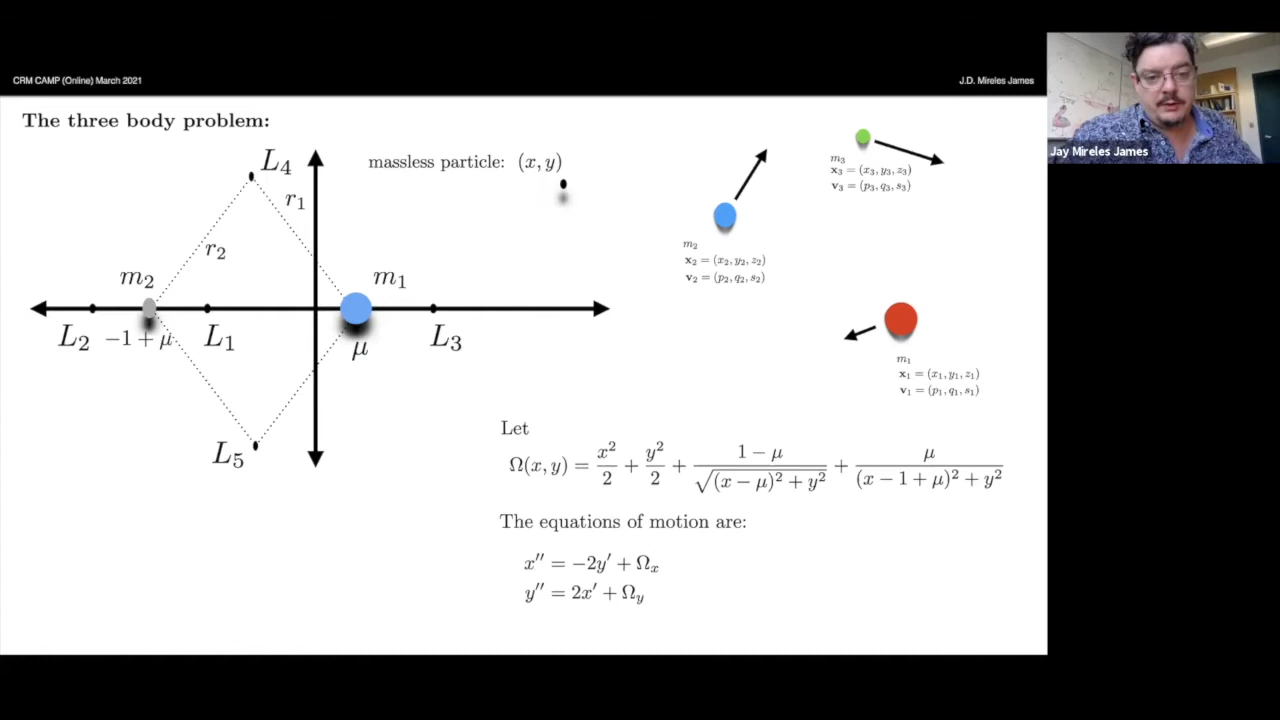 CRM CAMP (Online) March 2021
J.D. Mireles James
Jay Mireles James
The three body problem:
massless particle: (x, y)
L₄
r₁
r₂
m₂
m₁
L₂
−1 + μ
L₁
μ
L₃
L₅
m₃
x₃ = (x₃, y₃, z₃)
v₃ = (p₃, q₃, s₃)
m₂
x₂ = (x₂, y₂, z₂)
v₂ = (p₂, q₂, s₂)
m₁
x₁ = (x₁, y₁, z₁)
v₁ = (p₁, q₁, s₁)
Let
Ω(x, y) = x²/2 + y²/2 + (1 − μ)/√((x − μ)² + y²) + μ/((x − 1 + μ)² + y²)
The equations of motion are:
x′′ = −2y′ + Ωₓ
y′′ = 2x′ + Ω_y